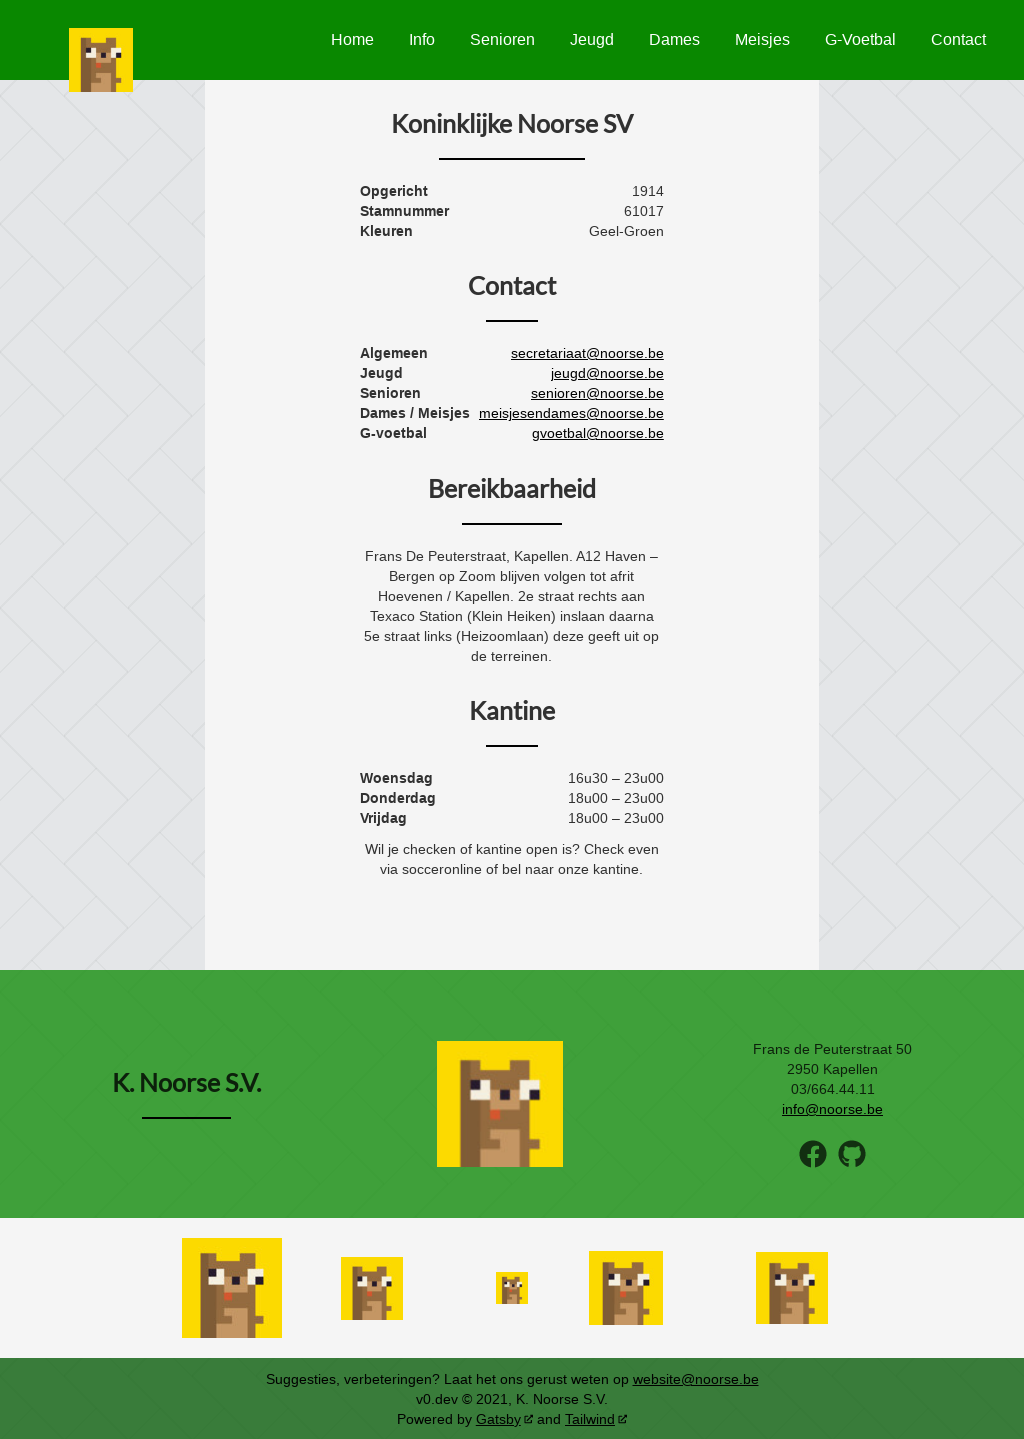 Home Info Senioren Jeugd Dames Meisjes G-Voetbal Contact
Koninklijke Noorse SV
Opgericht 1914
Stamnummer 61017
Kleuren Geel-Groen
Contact
Algemeen secretariaat@noorse.be
Jeugd jeugd@noorse.be
Senioren senioren@noorse.be
Dames / Meisjes meisjesendames@noorse.be
G-voetbal gvoetbal@noorse.be
Bereikbaarheid
Frans De Peuterstraat, Kapellen. A12 Haven –
Bergen op Zoom blijven volgen tot afrit
Hoevenen / Kapellen. 2e straat rechts aan
Texaco Station (Klein Heiken) inslaan daarna
5e straat links (Heizoomlaan) deze geeft uit op
de terreinen.
Kantine
Woensdag 16u30 – 23u00
Donderdag 18u00 – 23u00
Vrijdag 18u00 – 23u00
Wil je checken of kantine open is? Check even
via socceronline of bel naar onze kantine.
K. Noorse S.V.
Frans de Peuterstraat 50
2950 Kapellen
03/664.44.11
info@noorse.be
Suggesties, verbeteringen? Laat het ons gerust weten op website@noorse.be
v0.dev © 2021, K. Noorse S.V.
Powered by Gatsby and Tailwind